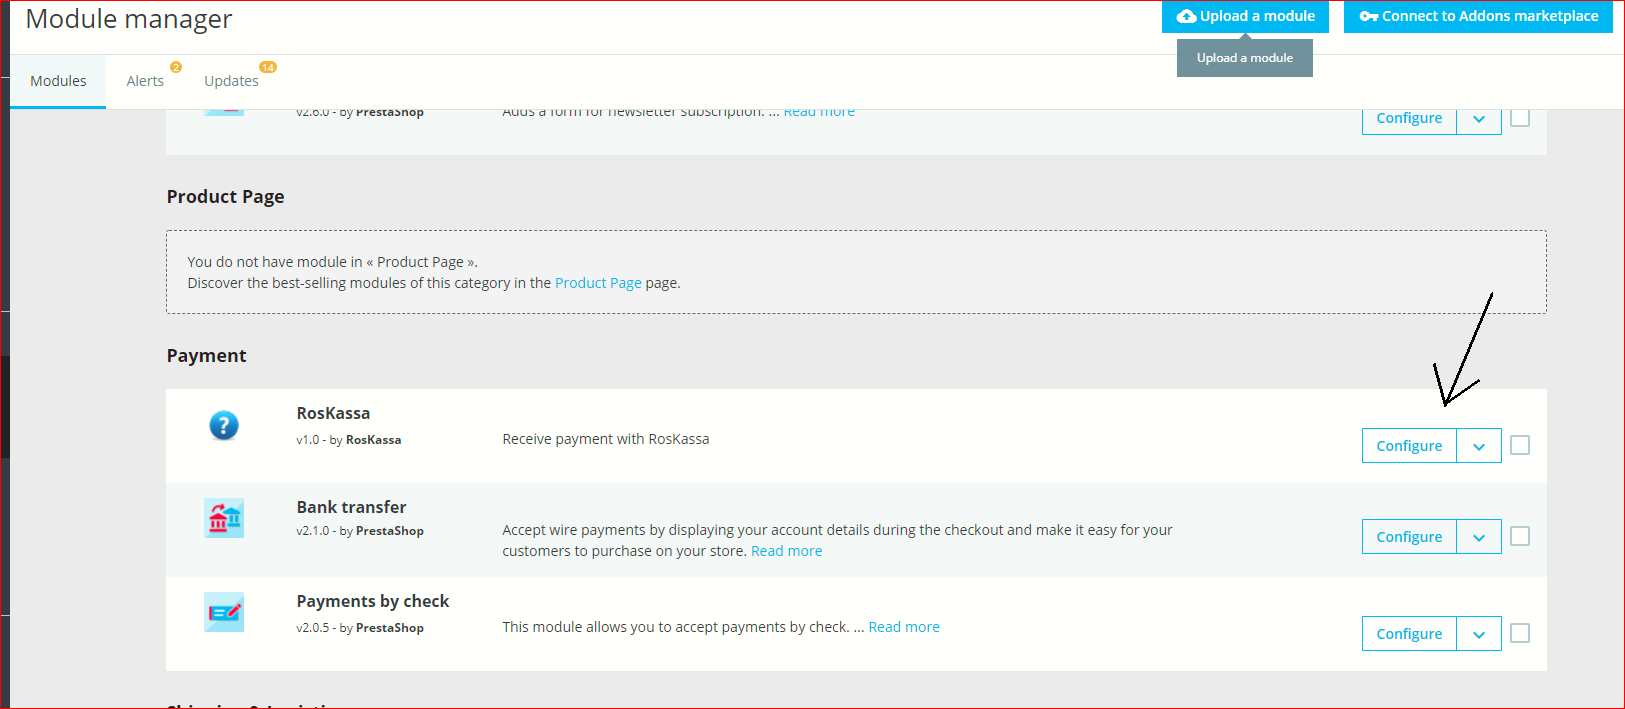 Module manager
Upload a module
Connect to Addons marketplace
Upload a module
Modules
Alerts 2
Updates 14
v2.6.0 - by PrestaShop
Adds a form for newsletter subscription. ... Read more
Configure
Product Page
You do not have module in « Product Page ».
Discover the best-selling modules of this category in the Product Page page.
Payment
RosKassa
v1.0 - by RosKassa
Receive payment with RosKassa
Configure
Bank transfer
v2.1.0 - by PrestaShop
Accept wire payments by displaying your account details during the checkout and make it easy for your
customers to purchase on your store. Read more
Configure
Payments by check
v2.0.5 - by PrestaShop
This module allows you to accept payments by check. ... Read more
Configure